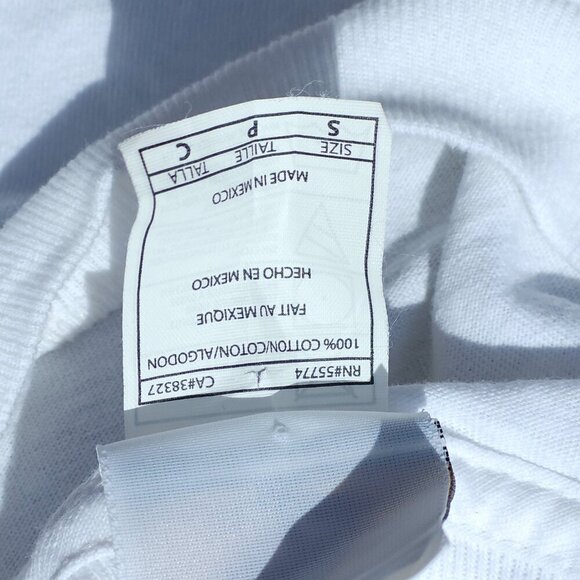 RN#55774 CA#38327
100% COTTON/COTON/ALGODON
FAIT AU MEXIQUE
HECHO EN MEXICO
MADE IN MEXICO
SIZE TAILLE TALLA
S P C